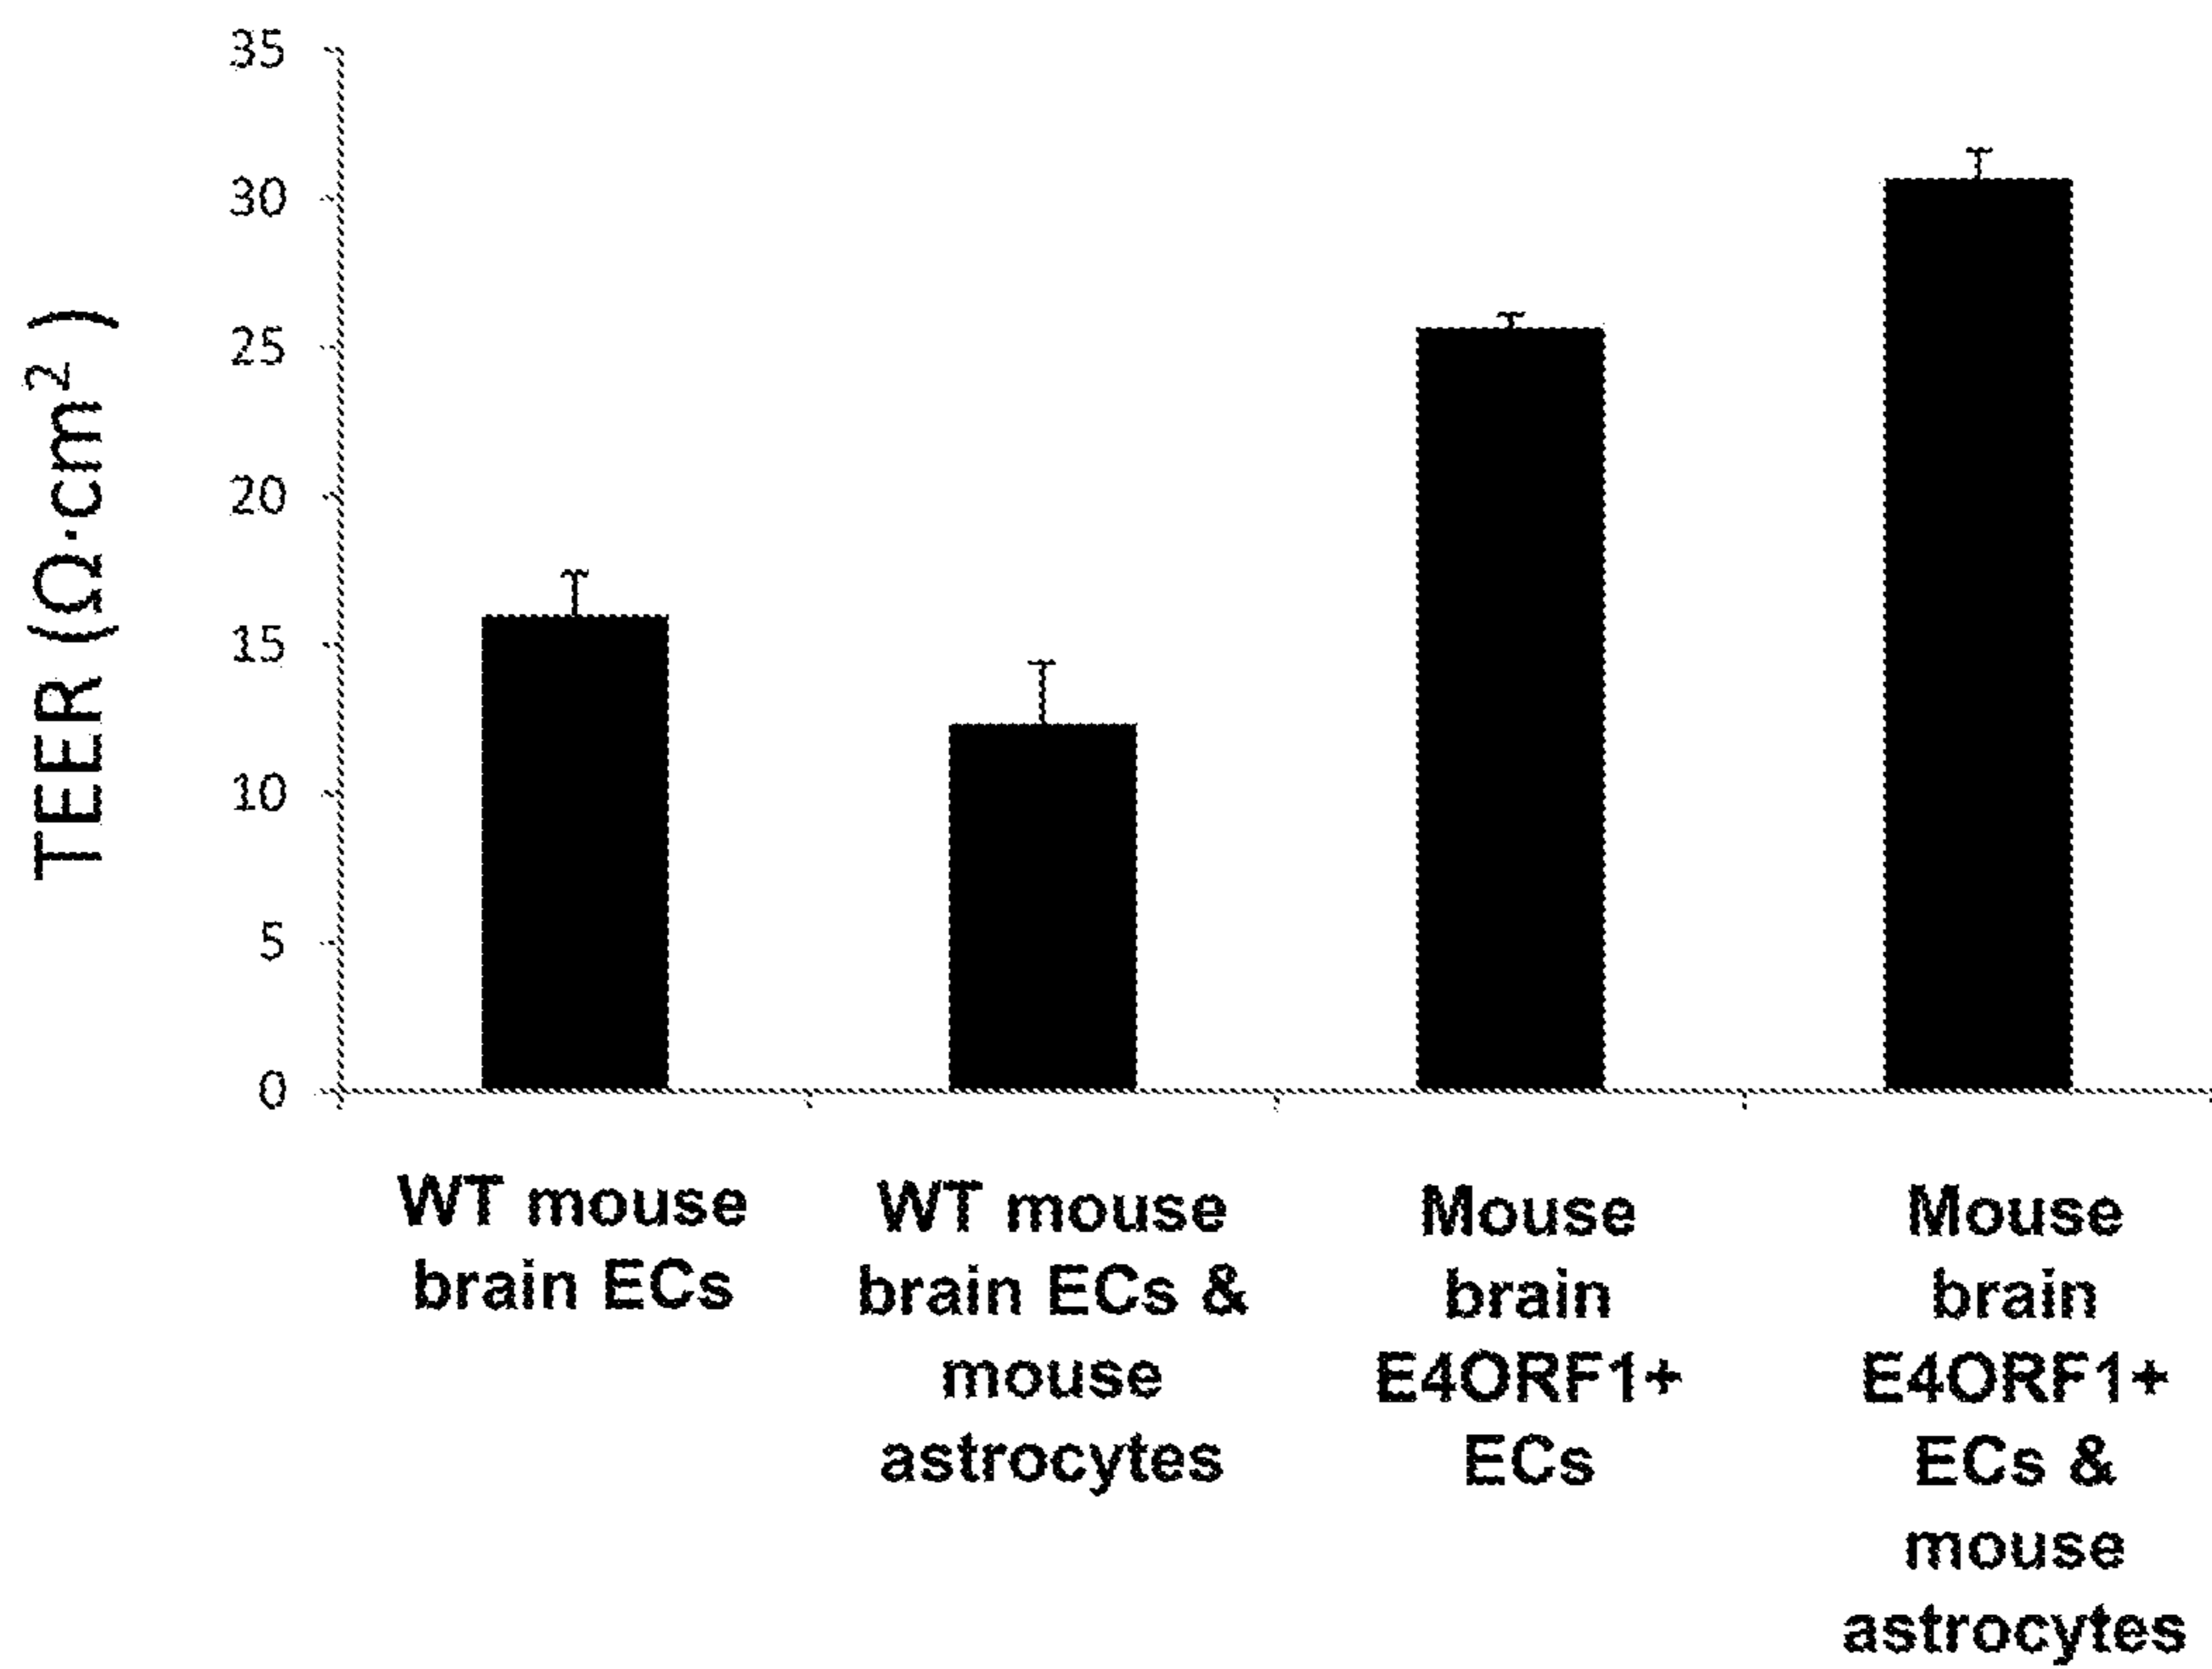 TEER (Ω·cm²)
35
30
25
20
15
10
5
0
WT mouse
brain ECs
WT mouse
brain ECs &
mouse
astrocytes
Mouse
brain
E4ORF1+
ECs
Mouse
brain
E4ORF1+
ECs &
mouse
astrocytes